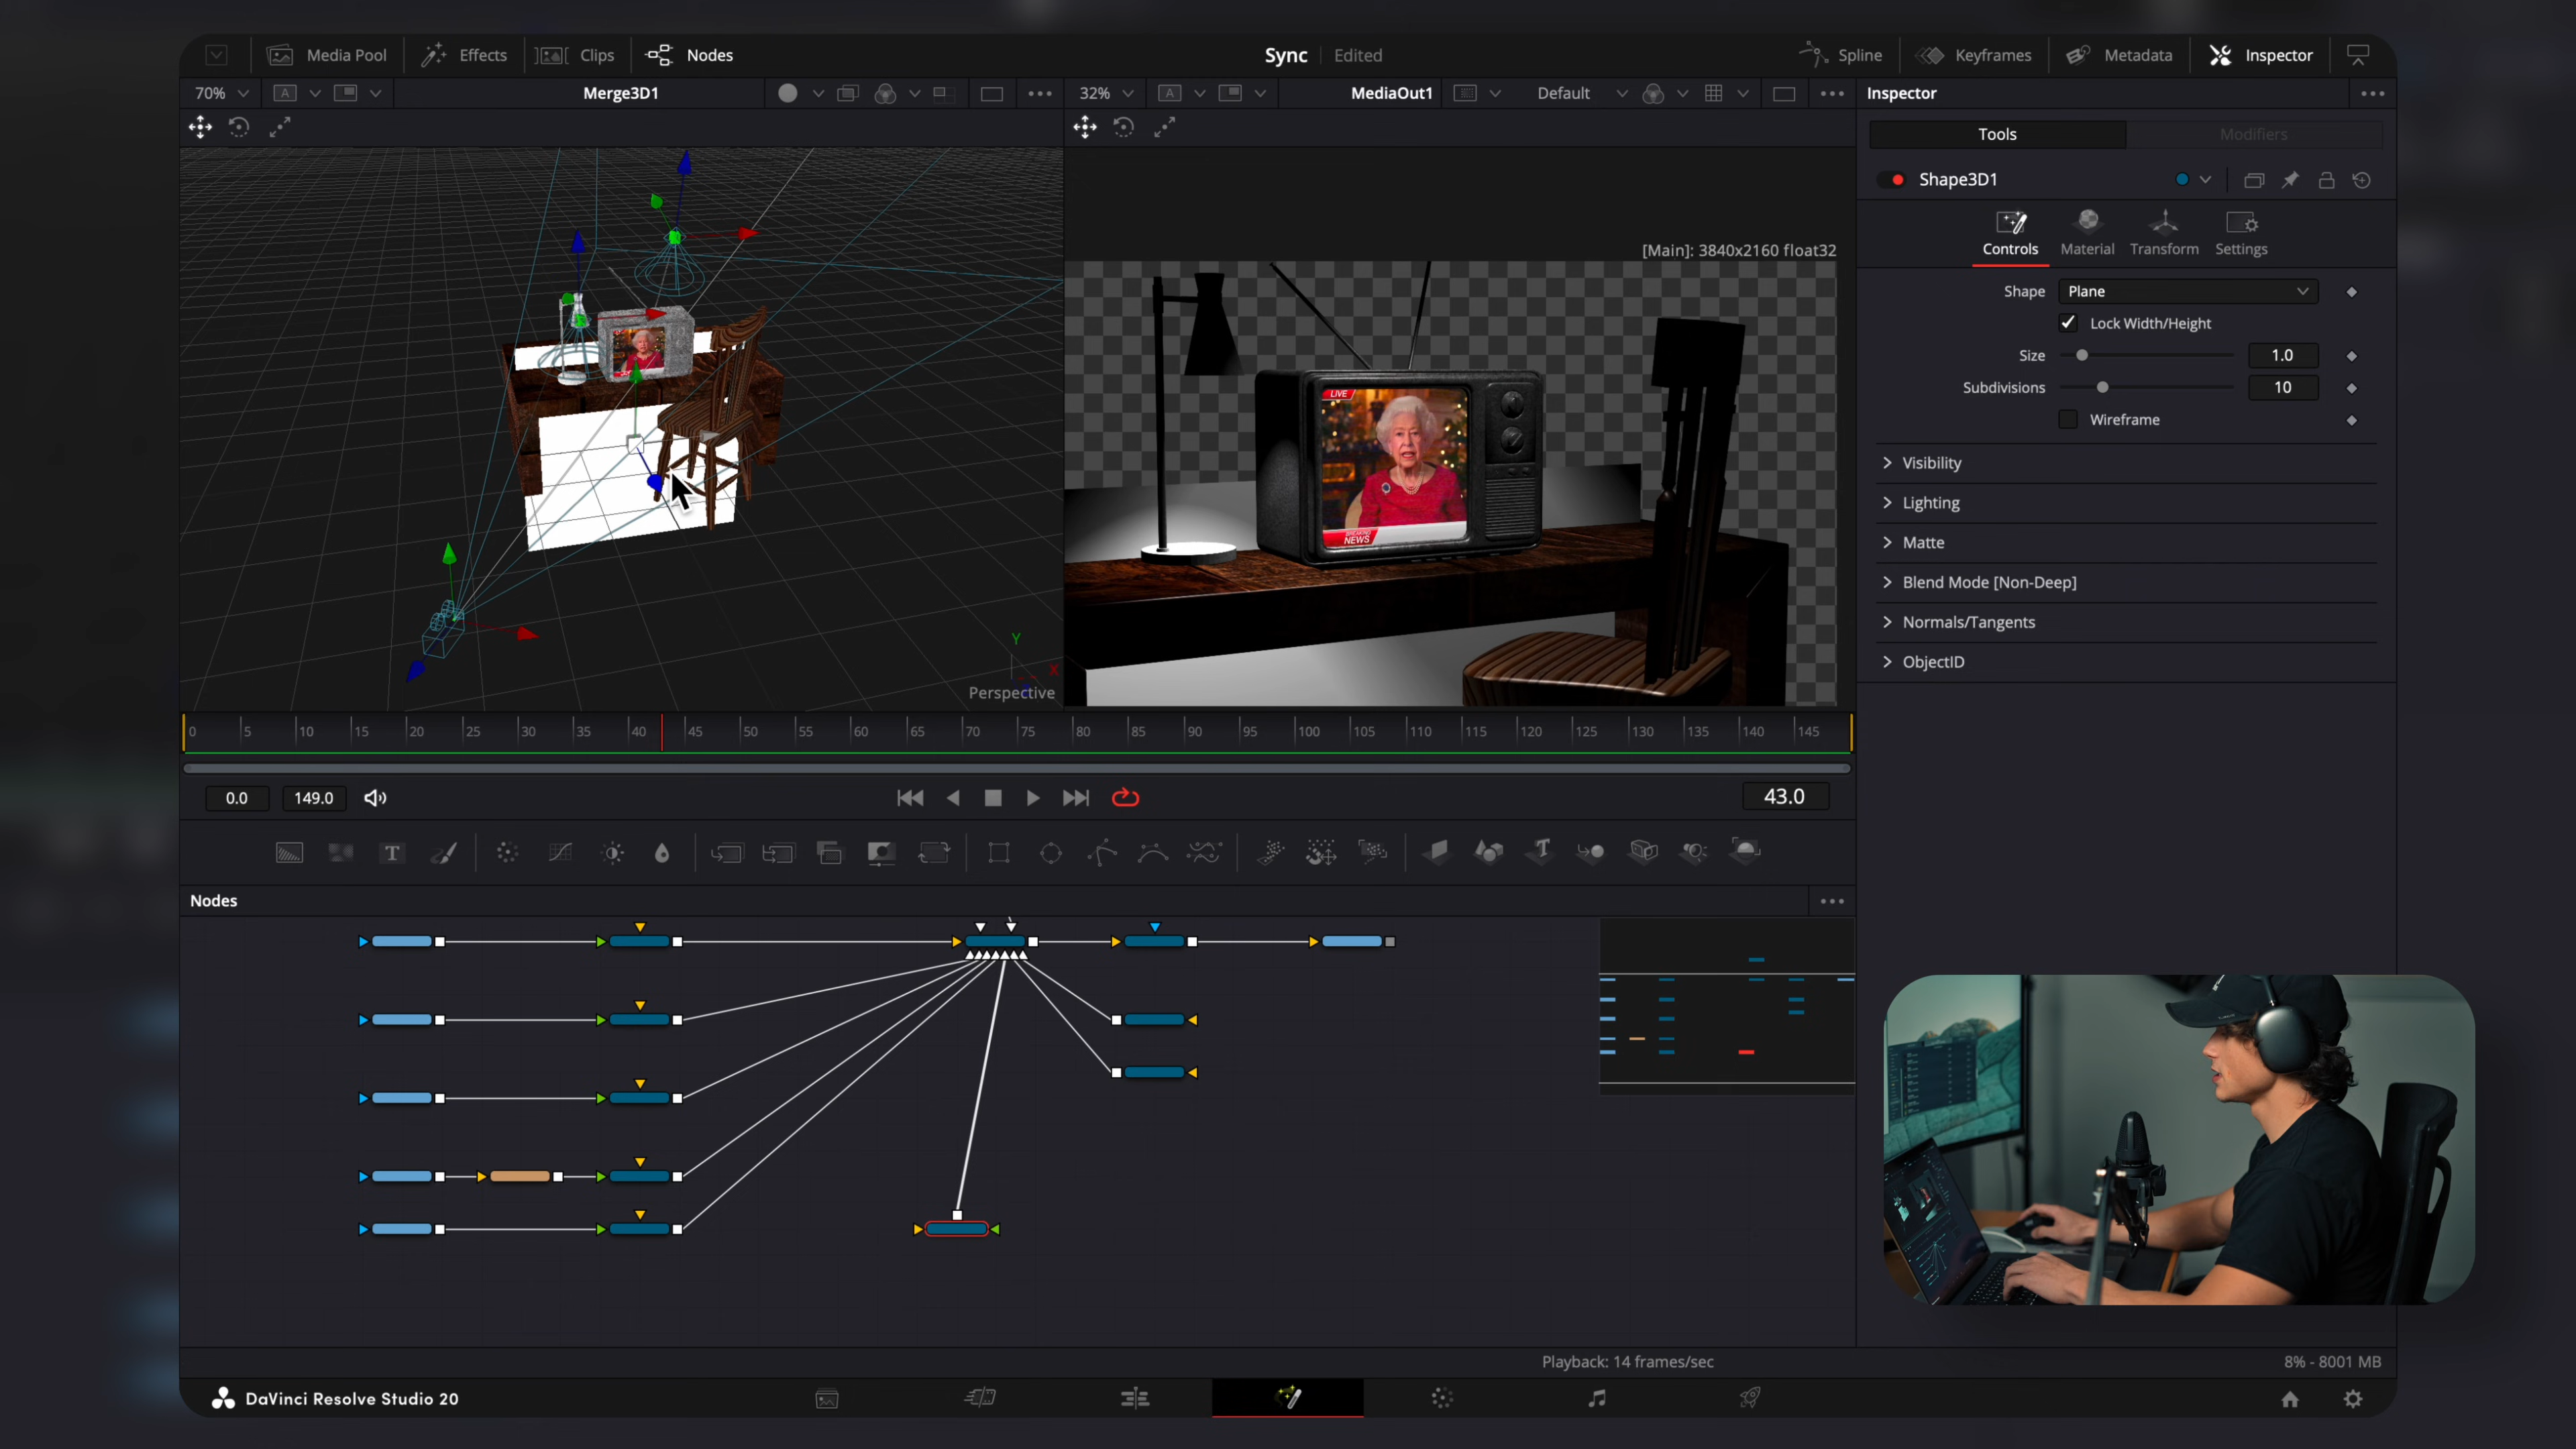 Media Pool Effects Clips Nodes Sync Edited Spline Keyframes Metadata Inspector
70% A Merge3D1 32% A MediaOut1 Default Inspector
Tools Modifiers
Shape3D1
Controls Material Transform Settings
[Main]: 3840x2160 float32
Shape Plane
Lock Width/Height
Size 1.0
Subdivisions 10
Wireframe
Visibility
Lighting
Matte
Blend Mode [Non-Deep]
Normals/Tangents
ObjectID
LIVE
BREAKING
NEWS
Y
X
Perspective
0 5 10 15 20 25 30 35 40 45 50 55 60 65 70 75 80 85 90 95 100 105 110 115 120 125 130 135 140 145
0.0 149.0 43.0
T T
Nodes
Playback: 14 frames/sec 8% - 8001 MB
DaVinci Resolve Studio 20